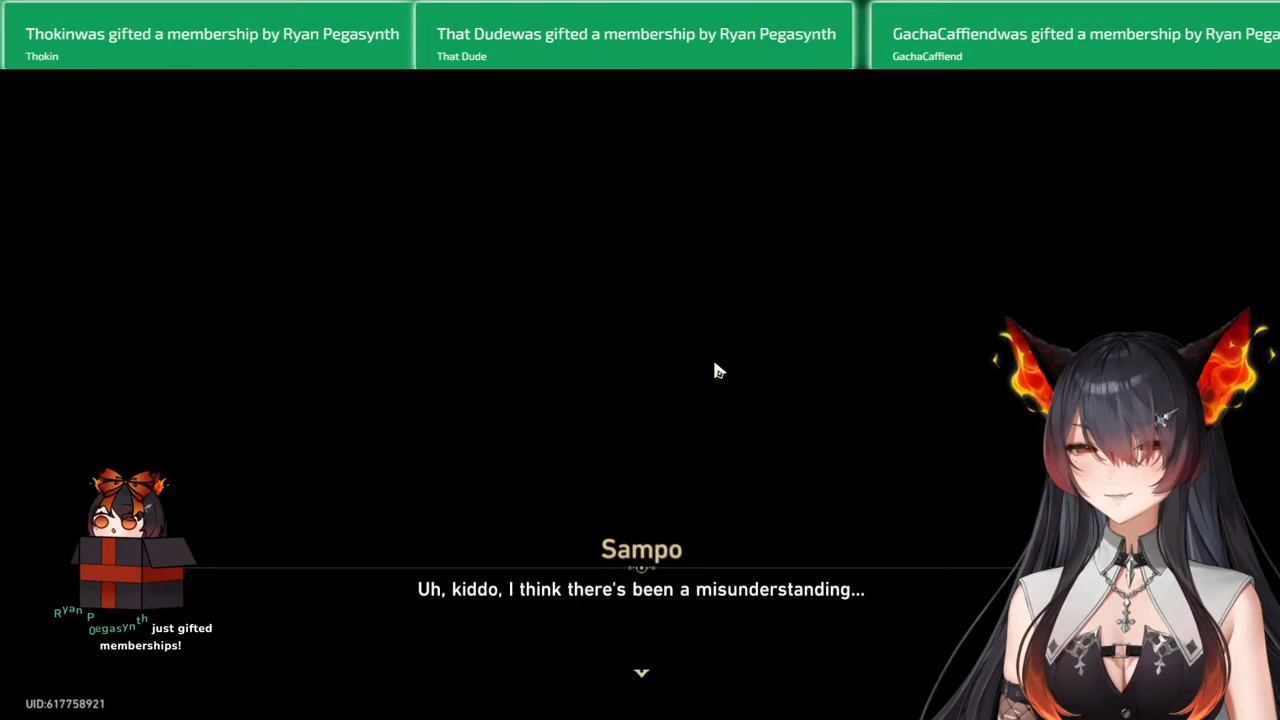 Thokinwas gifted a membership by Ryan Pegasynth
Thokin
That Dudewas gifted a membership by Ryan Pegasynth
That Dude
GachaCaffiendwas gifted a membership by Ryan Pega
GachaCaffiend
Sampo
Uh, kiddo, I think there's been a misunderstanding...
Ryan P
egasynth just gifted
memberships!
UID:617758921